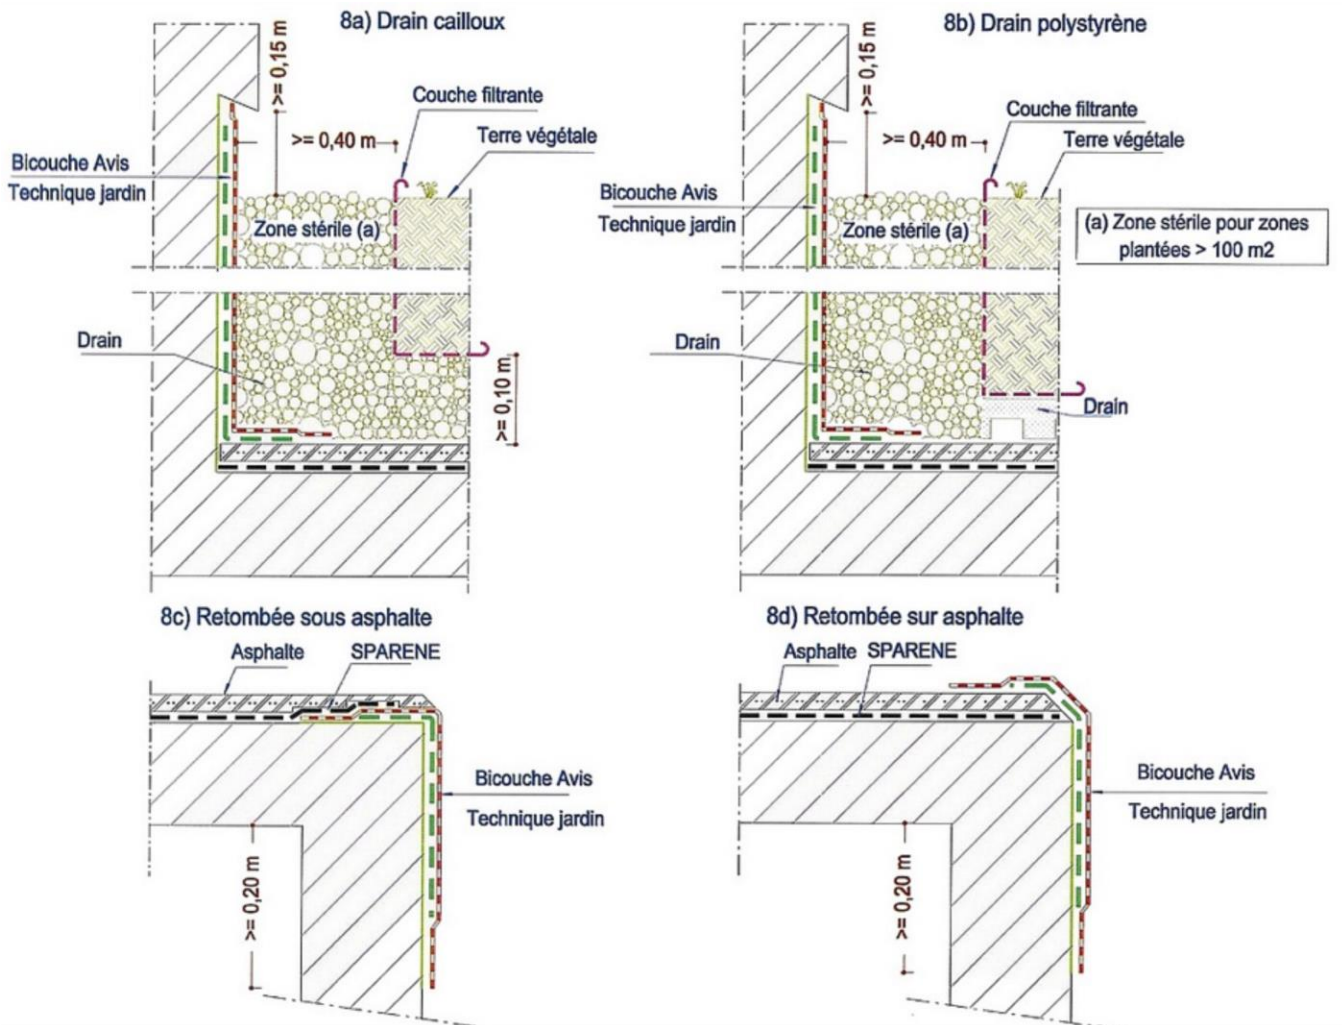 8a) Drain cailloux
>= 0,15 m
Couche filtrante
>= 0,40 m
Terre végétale
Bicouche Avis
Technique jardin
Zone stérile (a)
Drain
>= 0,10 m
8b) Drain polystyrène
>= 0,15 m
Couche filtrante
>= 0,40 m
Terre végétale
Bicouche Avis
Technique jardin
Zone stérile (a)
(a) Zone stérile pour zones
plantées > 100 m2
Drain
Drain
8c) Retombée sous asphalte
Asphalte
SPARENE
Bicouche Avis
Technique jardin
>= 0,20 m
8d) Retombée sur asphalte
Asphalte
SPARENE
Bicouche Avis
Technique jardin
>= 0,20 m